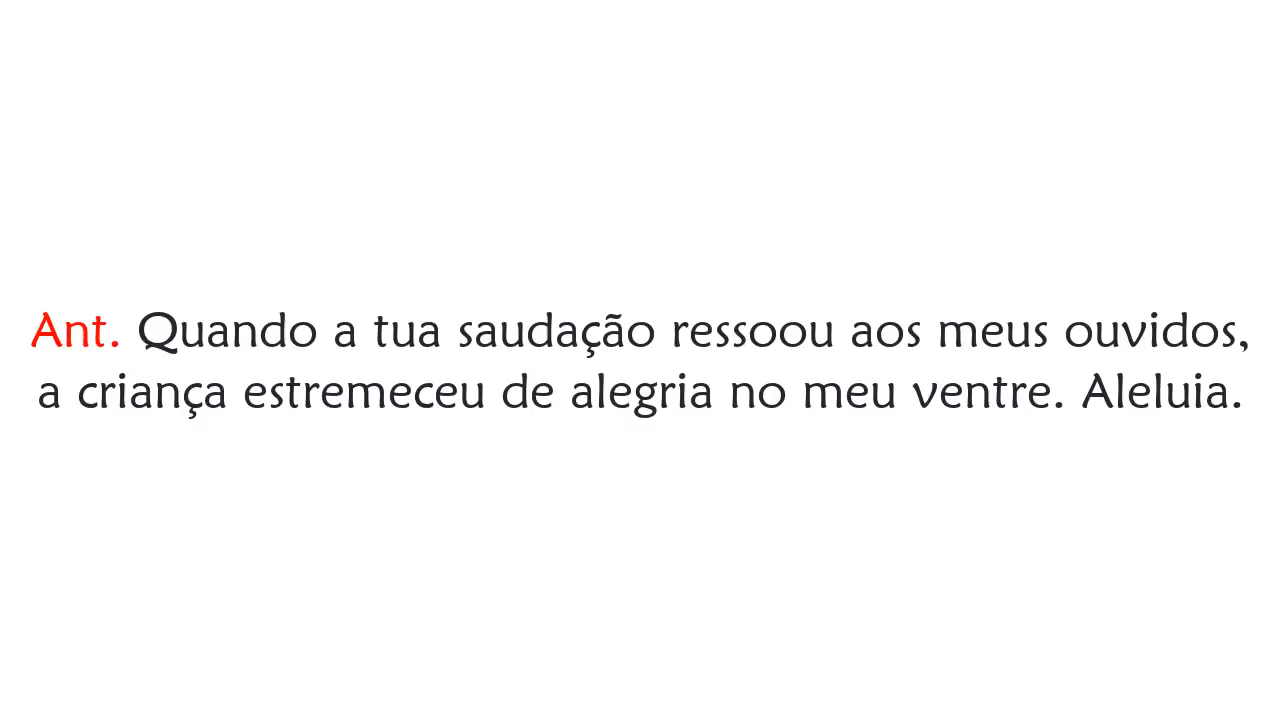 Ant. Quando a tua saudação ressoou aos meus ouvidos,
a criança estremeceu de alegria no meu ventre. Aleluia.